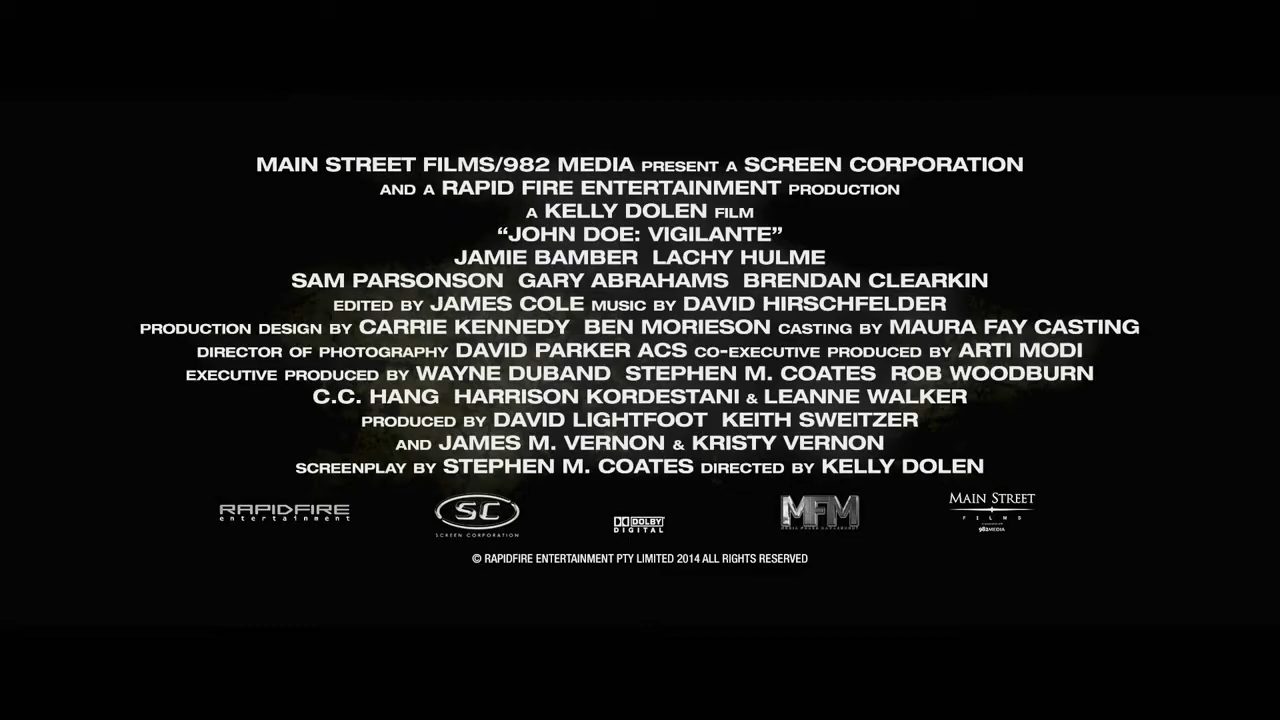 MAIN STREET FILMS/982 MEDIA PRESENT A SCREEN CORPORATION
AND A RAPID FIRE ENTERTAINMENT PRODUCTION
A KELLY DOLEN FILM
“JOHN DOE: VIGILANTE”
JAMIE BAMBER LACHY HULME
SAM PARSONSON GARY ABRAHAMS BRENDAN CLEARKIN
EDITED BY JAMES COLE MUSIC BY DAVID HIRSCHFELDER
PRODUCTION DESIGN BY CARRIE KENNEDY BEN MORIESON CASTING BY MAURA FAY CASTING
DIRECTOR OF PHOTOGRAPHY DAVID PARKER ACS CO-EXECUTIVE PRODUCED BY ARTI MODI
EXECUTIVE PRODUCED BY WAYNE DUBAND STEPHEN M. COATES ROB WOODBURN
C.C. HANG HARRISON KORDESTANI & LEANNE WALKER
PRODUCED BY DAVID LIGHTFOOT KEITH SWEITZER
AND JAMES M. VERNON & KRISTY VERNON
SCREENPLAY BY STEPHEN M. COATES DIRECTED BY KELLY DOLEN
RAPIDFIRE
entertainment
SC
SCREEN CORPORATION
DOLBY
DIGITAL
MFM
MAIN STREET
FILMS
982MEDIA
© RAPIDFIRE ENTERTAINMENT PTY LIMITED 2014 ALL RIGHTS RESERVED